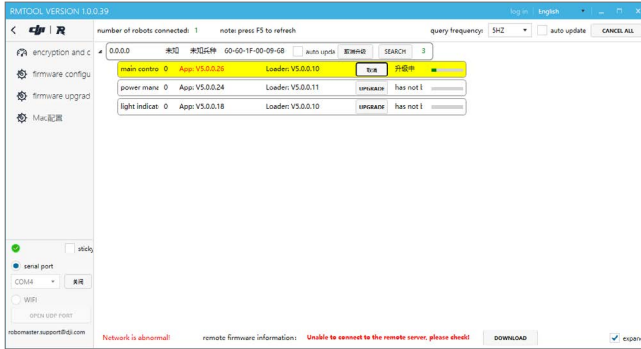 RMTOOL VERSION 1.0.0.39
log in English
dji R
number of robots connected: 1 note: press F5 to refresh query frequency: 5HZ auto update CANCEL ALL
encryption and c
firmware configu
firmware upgrad
Mac配置
0.0.0.0 未知 未知兵种 60-60-1F-00-09-6B auto upda 取消升级 SEARCH 3
main contro 0 App: V5.0.0.26 Loader: V5.0.0.10 取消 升级中
power mana 0 App: V5.0.0.24 Loader: V5.0.0.11 UPGRADE has not b
light indicat 0 App: V5.0.0.18 Loader: V5.0.0.10 UPGRADE has not b
sticky
serial port
COM4 关闭
WIFI
OPEN UDP PORT
robomaster.support@dji.com
Network is abnormal! remote firmware information: Unable to connect to the remote server, please check! DOWNLOAD expan